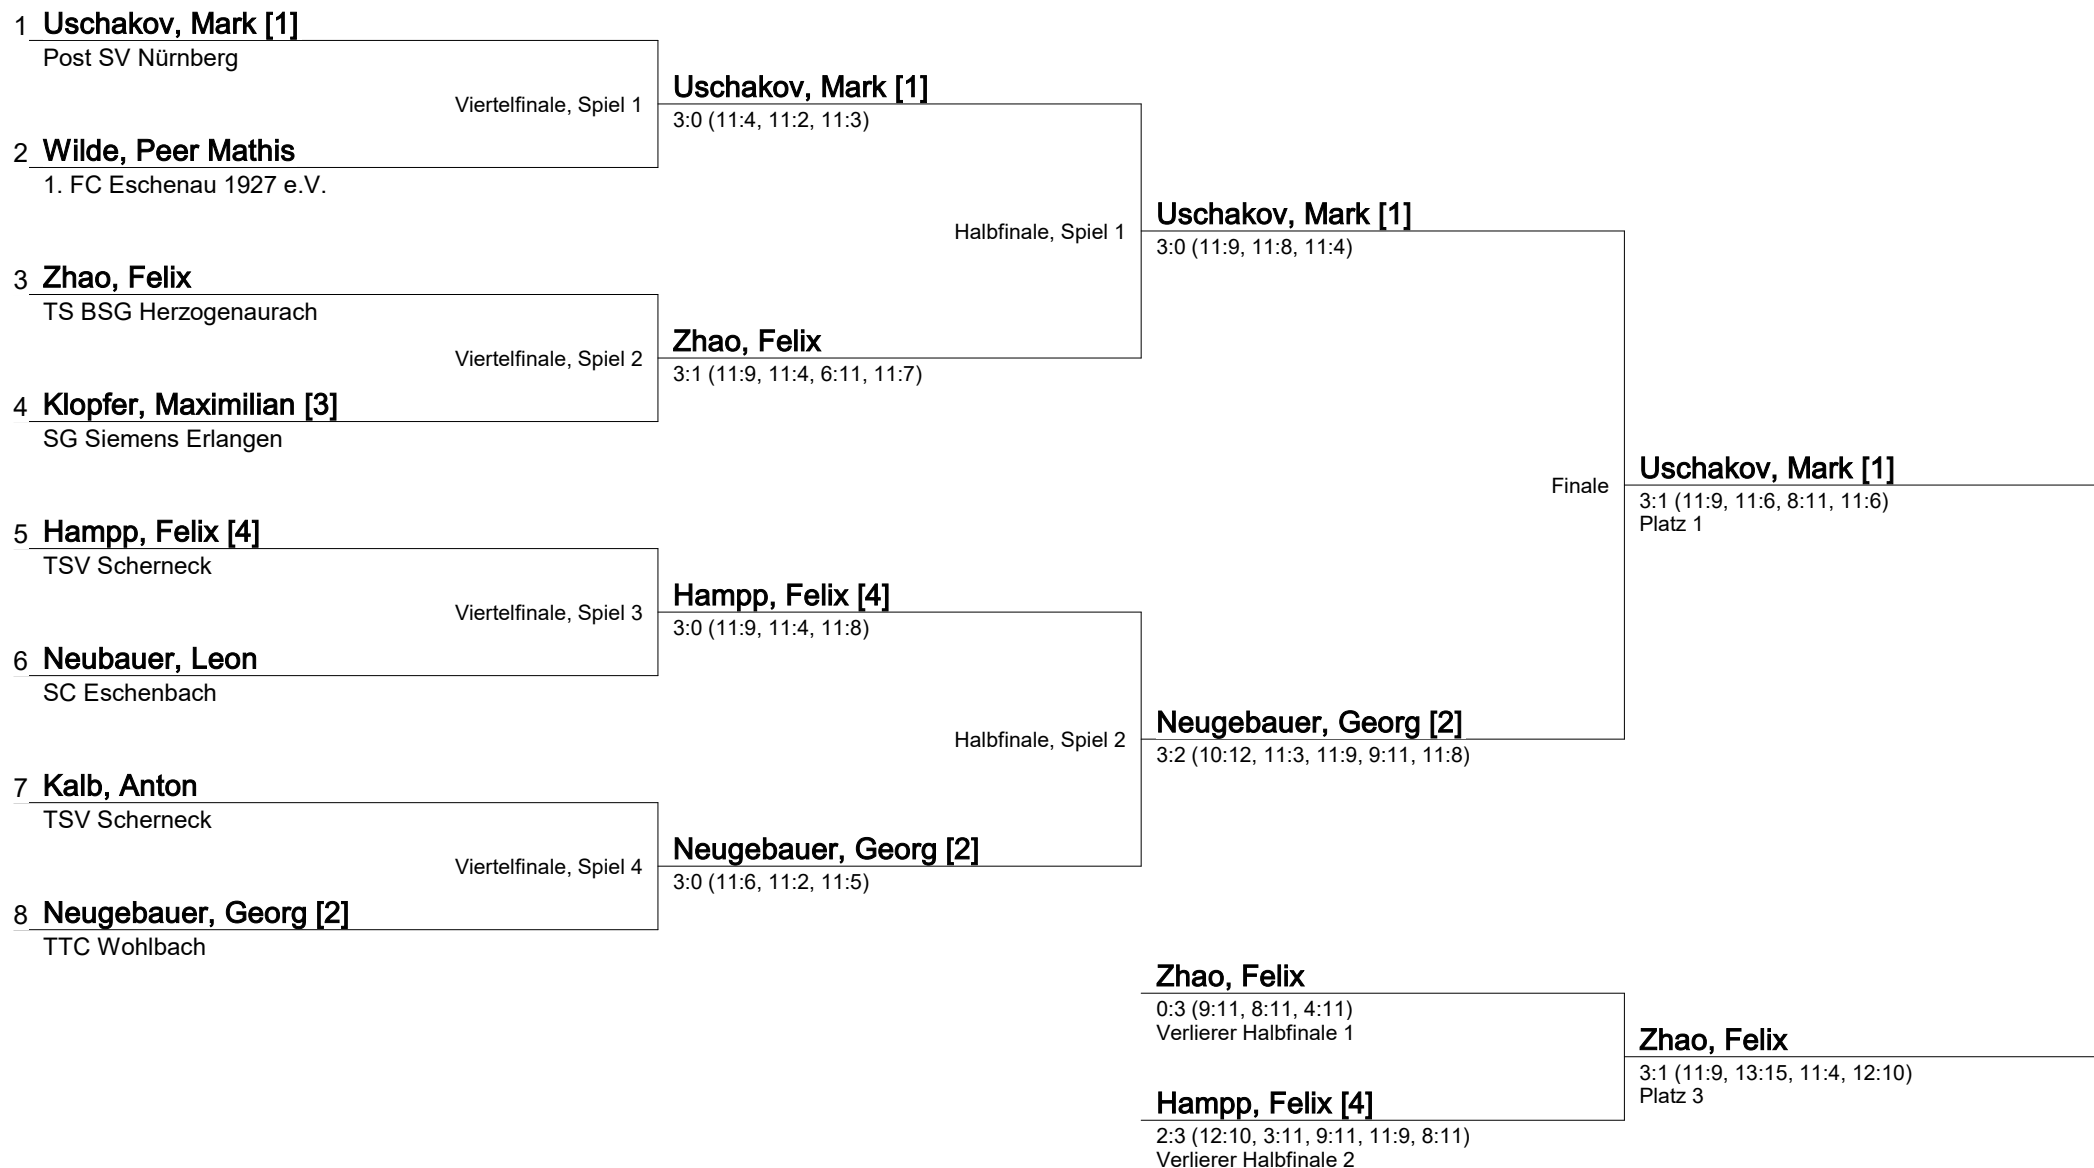 1 Uschakov, Mark [1]
Post SV Nürnberg
Viertelfinale, Spiel 1
Uschakov, Mark [1]
3:0 (11:4, 11:2, 11:3)
2 Wilde, Peer Mathis
1. FC Eschenau 1927 e.V.
Halbfinale, Spiel 1
Uschakov, Mark [1]
3:0 (11:9, 11:8, 11:4)
3 Zhao, Felix
TS BSG Herzogenaurach
Viertelfinale, Spiel 2
Zhao, Felix
3:1 (11:9, 11:4, 6:11, 11:7)
4 Klopfer, Maximilian [3]
SG Siemens Erlangen
Finale
Uschakov, Mark [1]
3:1 (11:9, 11:6, 8:11, 11:6)
Platz 1
5 Hampp, Felix [4]
TSV Scherneck
Viertelfinale, Spiel 3
Hampp, Felix [4]
3:0 (11:9, 11:4, 11:8)
6 Neubauer, Leon
SC Eschenbach
Halbfinale, Spiel 2
Neugebauer, Georg [2]
3:2 (10:12, 11:3, 11:9, 9:11, 11:8)
7 Kalb, Anton
TSV Scherneck
Viertelfinale, Spiel 4
Neugebauer, Georg [2]
3:0 (11:6, 11:2, 11:5)
8 Neugebauer, Georg [2]
TTC Wohlbach
Zhao, Felix
0:3 (9:11, 8:11, 4:11)
Verlierer Halbfinale 1
Zhao, Felix
3:1 (11:9, 13:15, 11:4, 12:10)
Platz 3
Hampp, Felix [4]
2:3 (12:10, 3:11, 9:11, 11:9, 8:11)
Verlierer Halbfinale 2